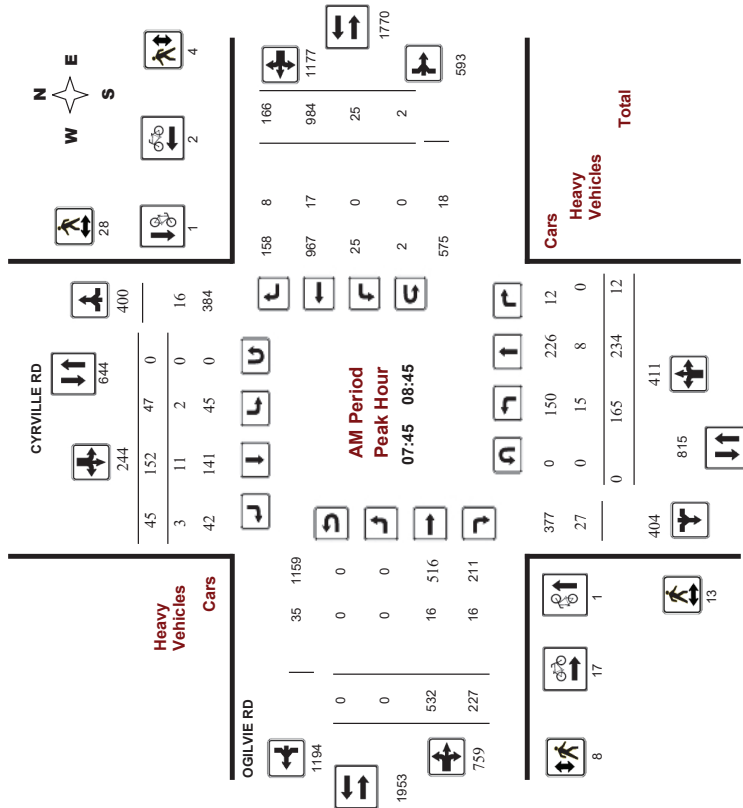 N
W E
S
4
2
28
1
CYRVILLE RD
644
244
400
45 152 47 0
3 11 2 0 16
42 141 45 0 384
Heavy
Vehicles
Cars
1770
1177
593
158 8 166
967 17 984
25 0 25
2 0 2
575 18
AM Period
Peak Hour
07:45 08:45
OGILVIE RD
1194
1953
759
35 1159
0 0 0
0 0 0
532 16 516
227 16 211
Cars
Heavy
Vehicles
Total
377 0 150 226 12
27 0 15 8 0
0 165 234 12
404
815
411
1
17
8
13